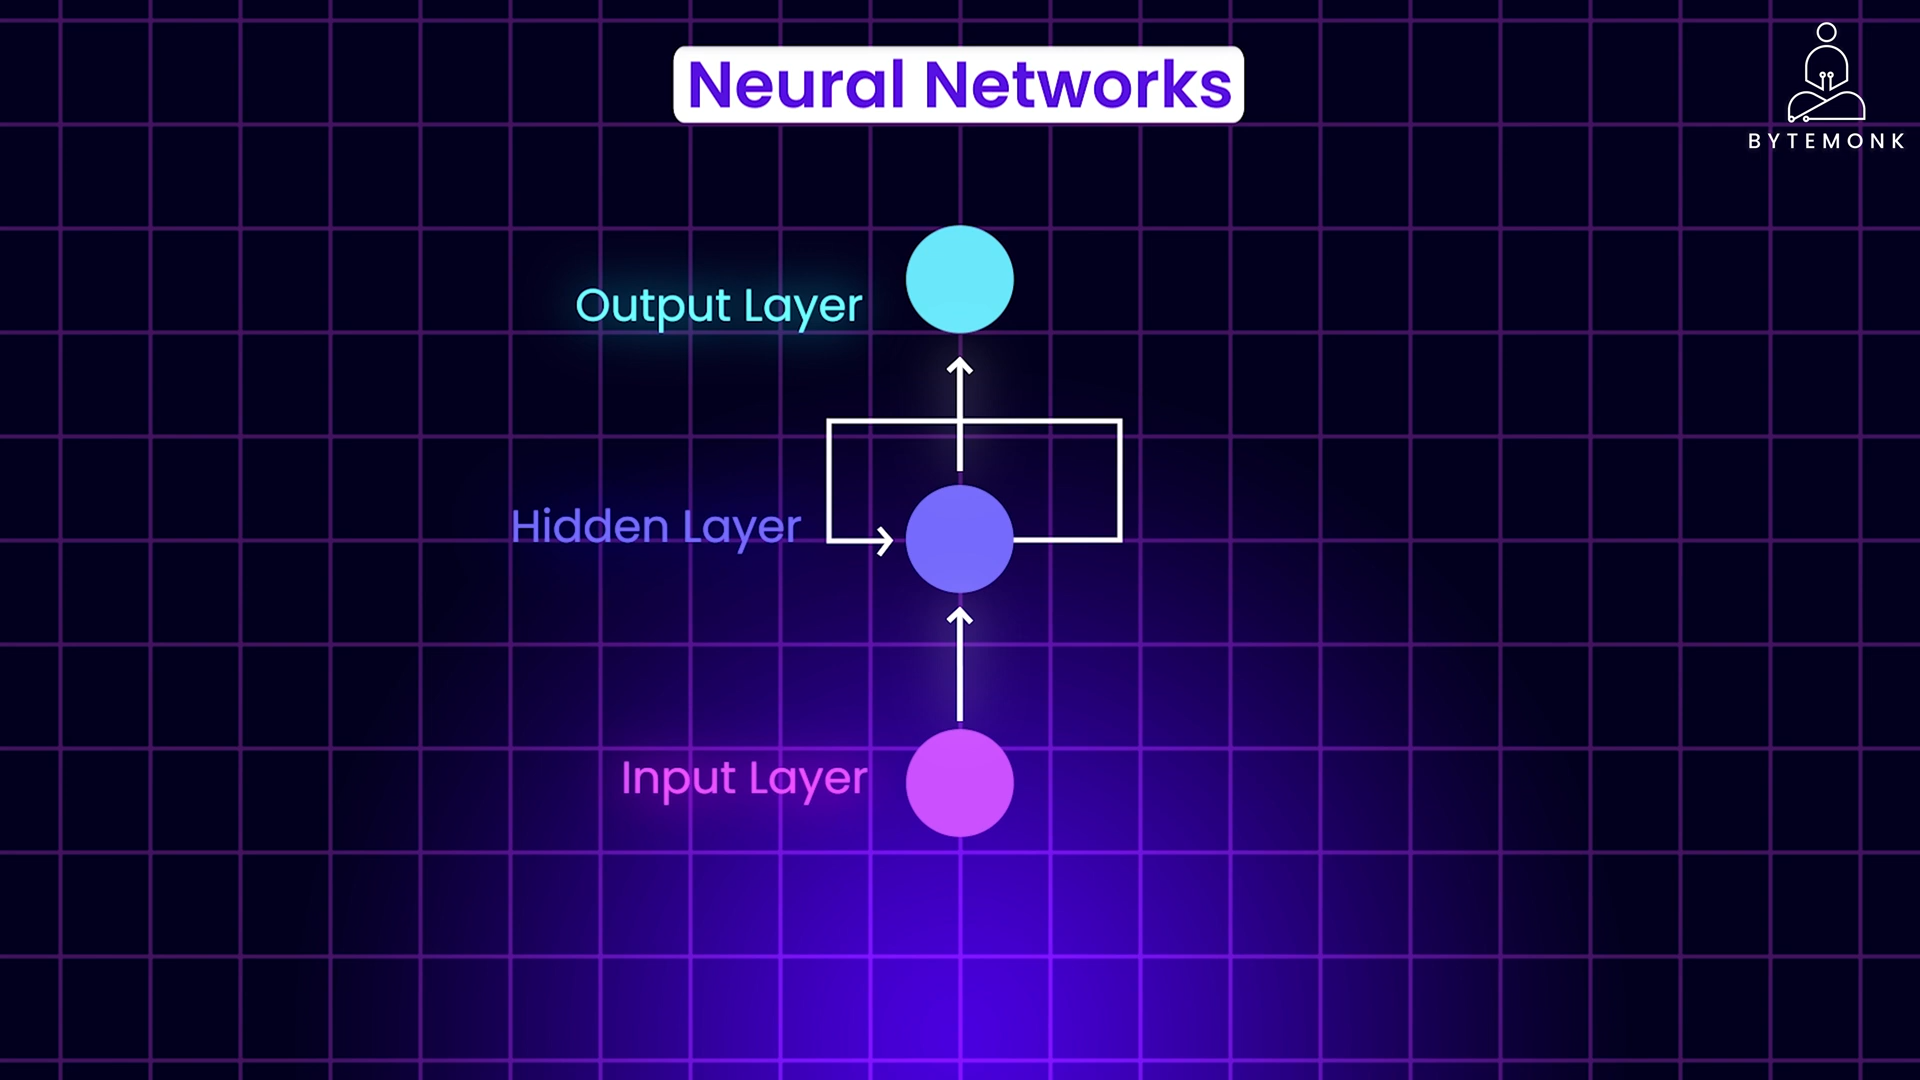 Neural Networks
BYTEMONK
Output Layer
Hidden Layer
Input Layer